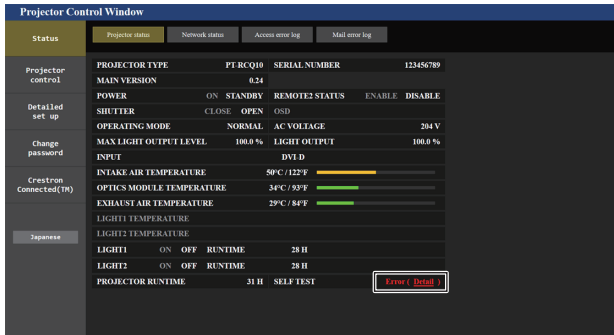 Projector Control Window
Status
Projector status Network status Access error log Mail error log
Projector control
Detailed set up
Change password
Crestron Connected(TM)
Japanese
PROJECTOR TYPE PT-RCQ10 SERIAL NUMBER 123456789
MAIN VERSION 0.24
POWER ON STANDBY REMOTE2 STATUS ENABLE DISABLE
SHUTTER CLOSE OPEN OSD
OPERATING MODE NORMAL AC VOLTAGE 204 V
MAX LIGHT OUTPUT LEVEL 100.0 % LIGHT OUTPUT 100.0 %
INPUT DVI-D
INTAKE AIR TEMPERATURE 50°C / 122°F
OPTICS MODULE TEMPERATURE 34°C / 93°F
EXHAUST AIR TEMPERATURE 29°C / 84°F
LIGHT1 TEMPERATURE
LIGHT2 TEMPERATURE
LIGHT1 ON OFF RUNTIME 28 H
LIGHT2 ON OFF RUNTIME 28 H
PROJECTOR RUNTIME 31 H SELF TEST Error ( Detail )